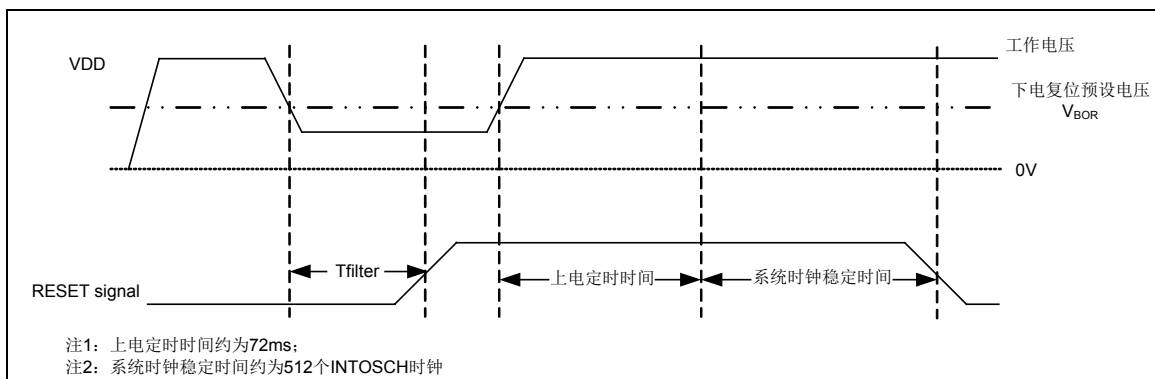 VDD
工作电压
下电复位预设电压
VBOR
0V
Tfilter
上电定时时间
系统时钟稳定时间
RESET signal
注1：上电定时时间约为72ms；
注2：系统时钟稳定时间约为512个INTOSCH时钟